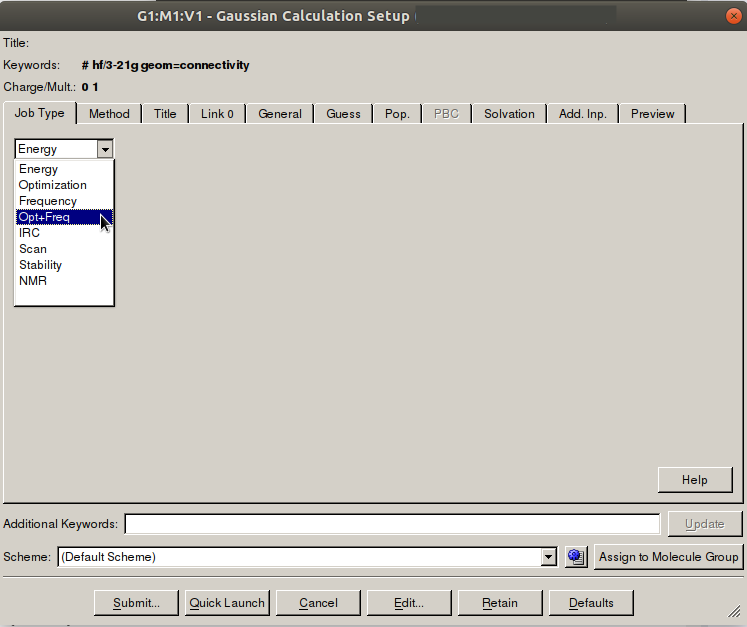 G1:M1:V1 - Gaussian Calculation Setup
Title:
Keywords: # hf/3-21g geom=connectivity
Charge/Mult.: 0 1
Job Type Method Title Link 0 General Guess Pop. PBC Solvation Add. Inp. Preview
Energy
Energy
Optimization
Frequency
Opt+Freq
IRC
Scan
Stability
NMR
Help
Additional Keywords: Update
Scheme: (Default Scheme) Assign to Molecule Group
Submit... Quick Launch Cancel Edit... Retain Defaults